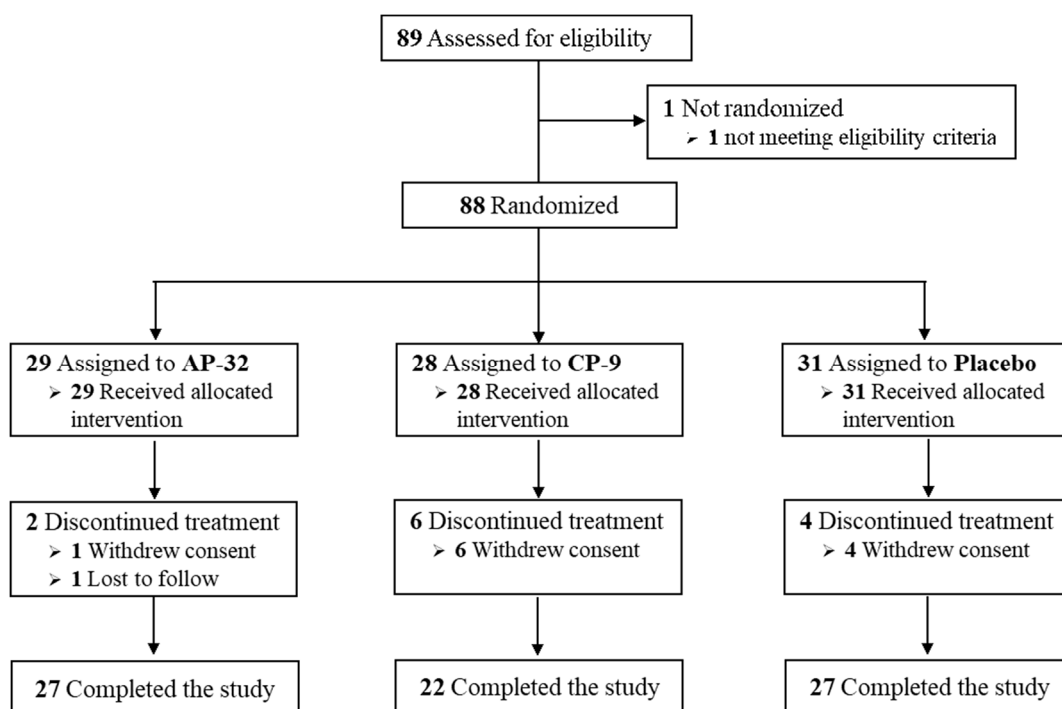 89 Assessed for eligibility
1 Not randomized
➢ 1 not meeting eligibility criteria
88 Randomized
29 Assigned to AP-32
➢ 29 Received allocated
intervention
28 Assigned to CP-9
➢ 28 Received allocated
intervention
31 Assigned to Placebo
➢ 31 Received allocated
intervention
2 Discontinued treatment
➢ 1 Withdrew consent
➢ 1 Lost to follow
6 Discontinued treatment
➢ 6 Withdrew consent
4 Discontinued treatment
➢ 4 Withdrew consent
27 Completed the study
22 Completed the study
27 Completed the study